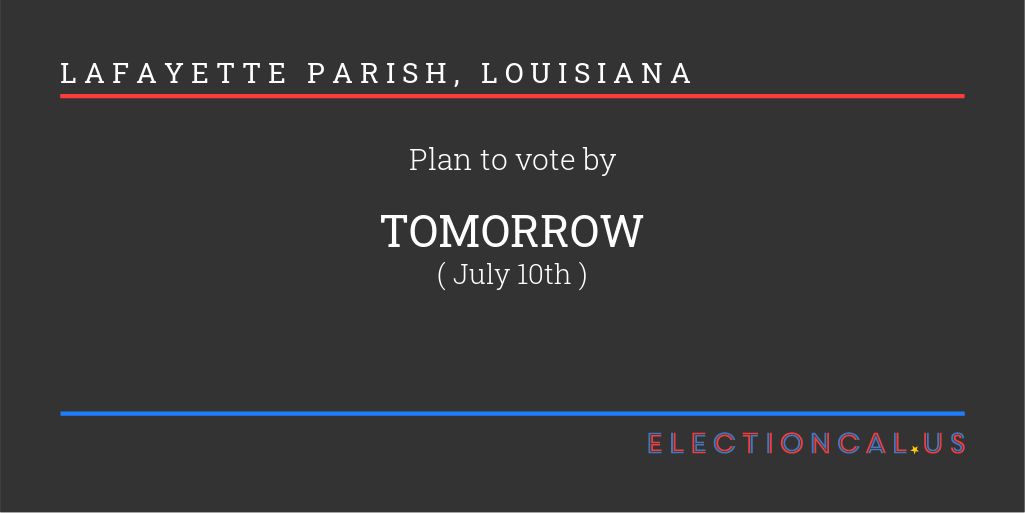 LAFAYETTE PARISH, LOUISIANA
Plan to vote by
TOMORROW
( July 10th )
ELECTIONCAL.US